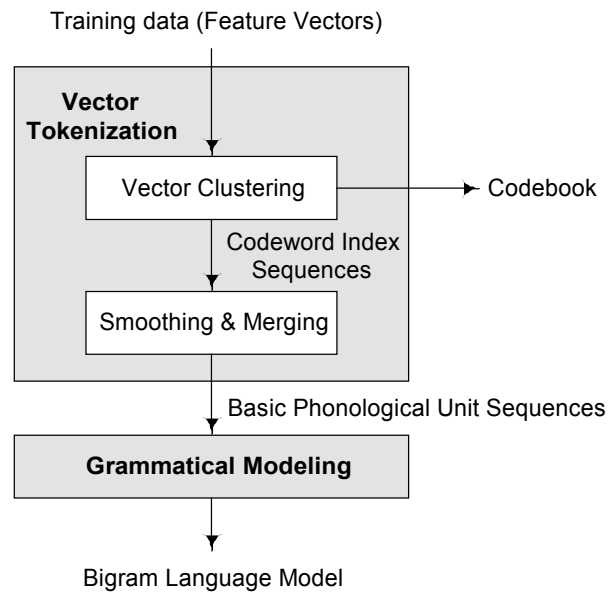 Training data (Feature Vectors)
Vector
Tokenization
Vector Clustering
Codebook
Codeword Index
Sequences
Smoothing & Merging
Basic Phonological Unit Sequences
Grammatical Modeling
Bigram Language Model